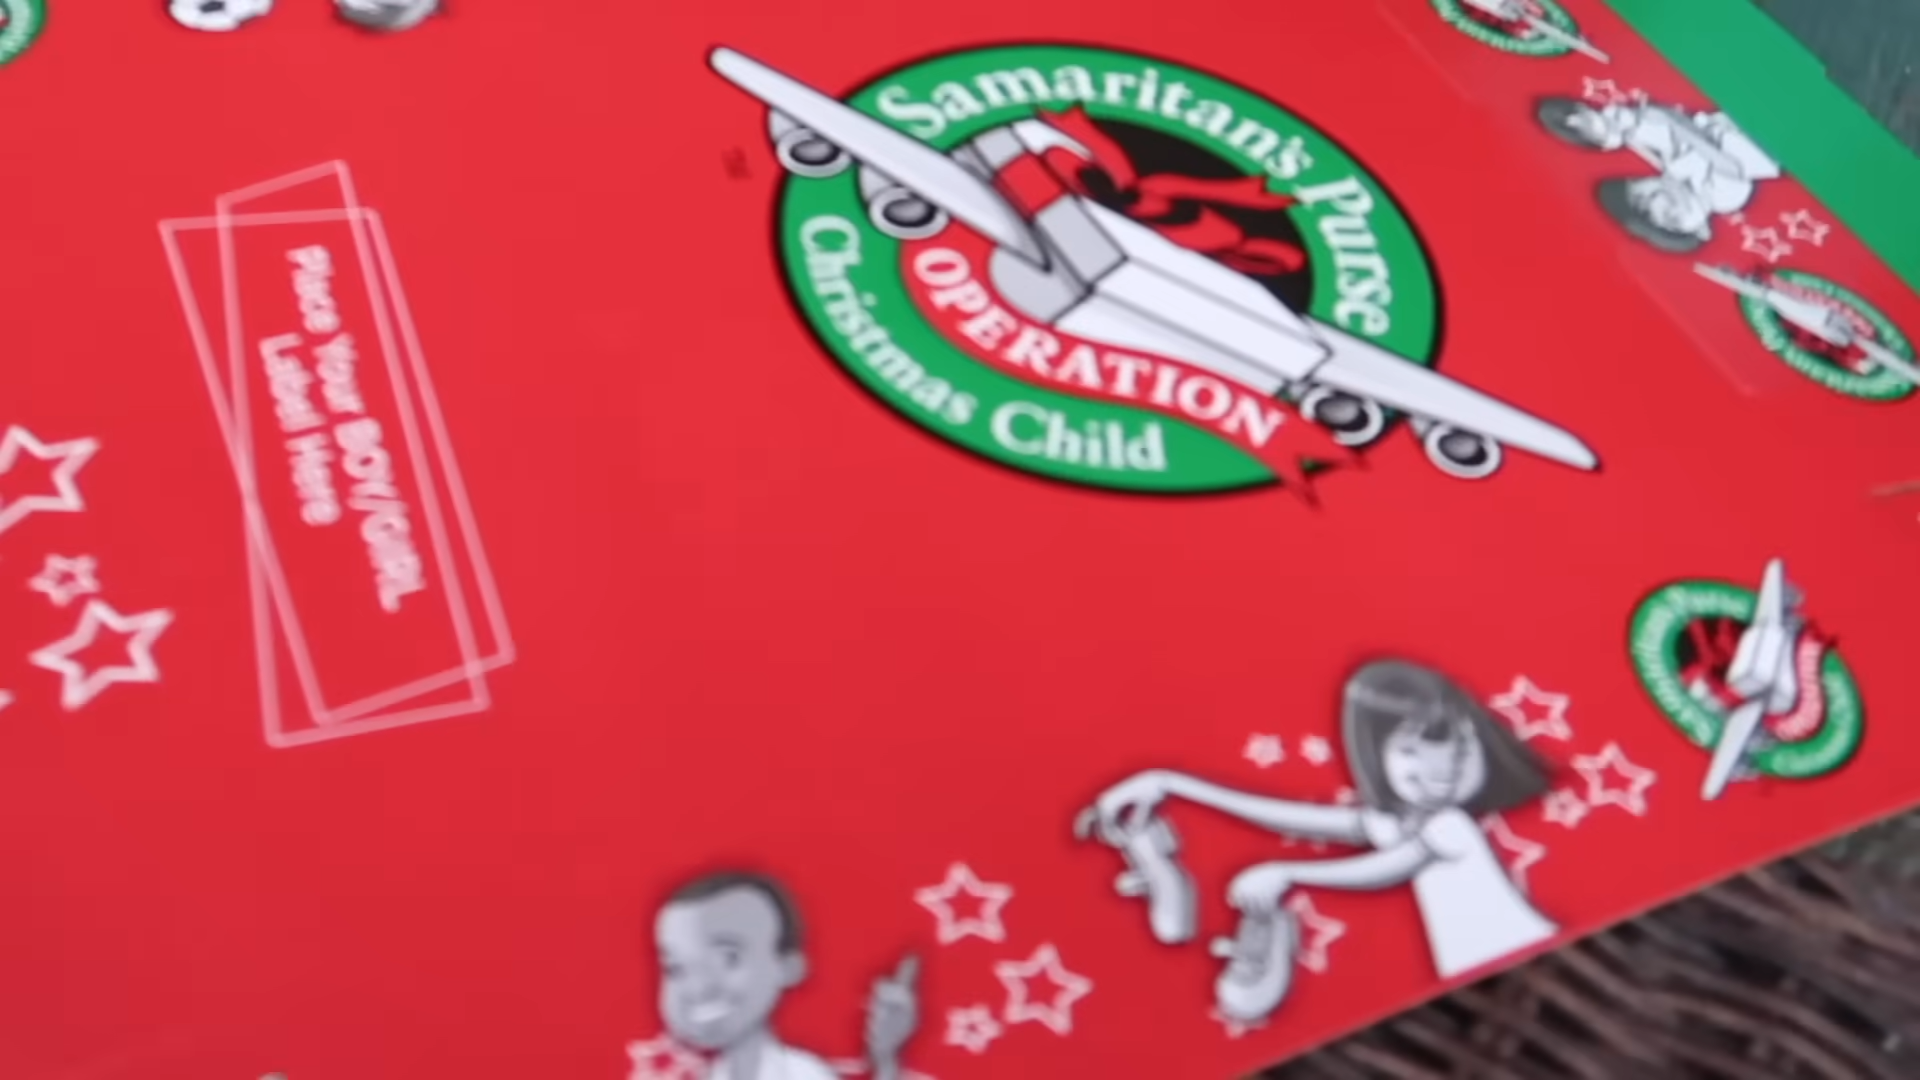 Samaritan's Purse
OPERATION
Christmas Child
Place Your BOY/GIRL
Label Here